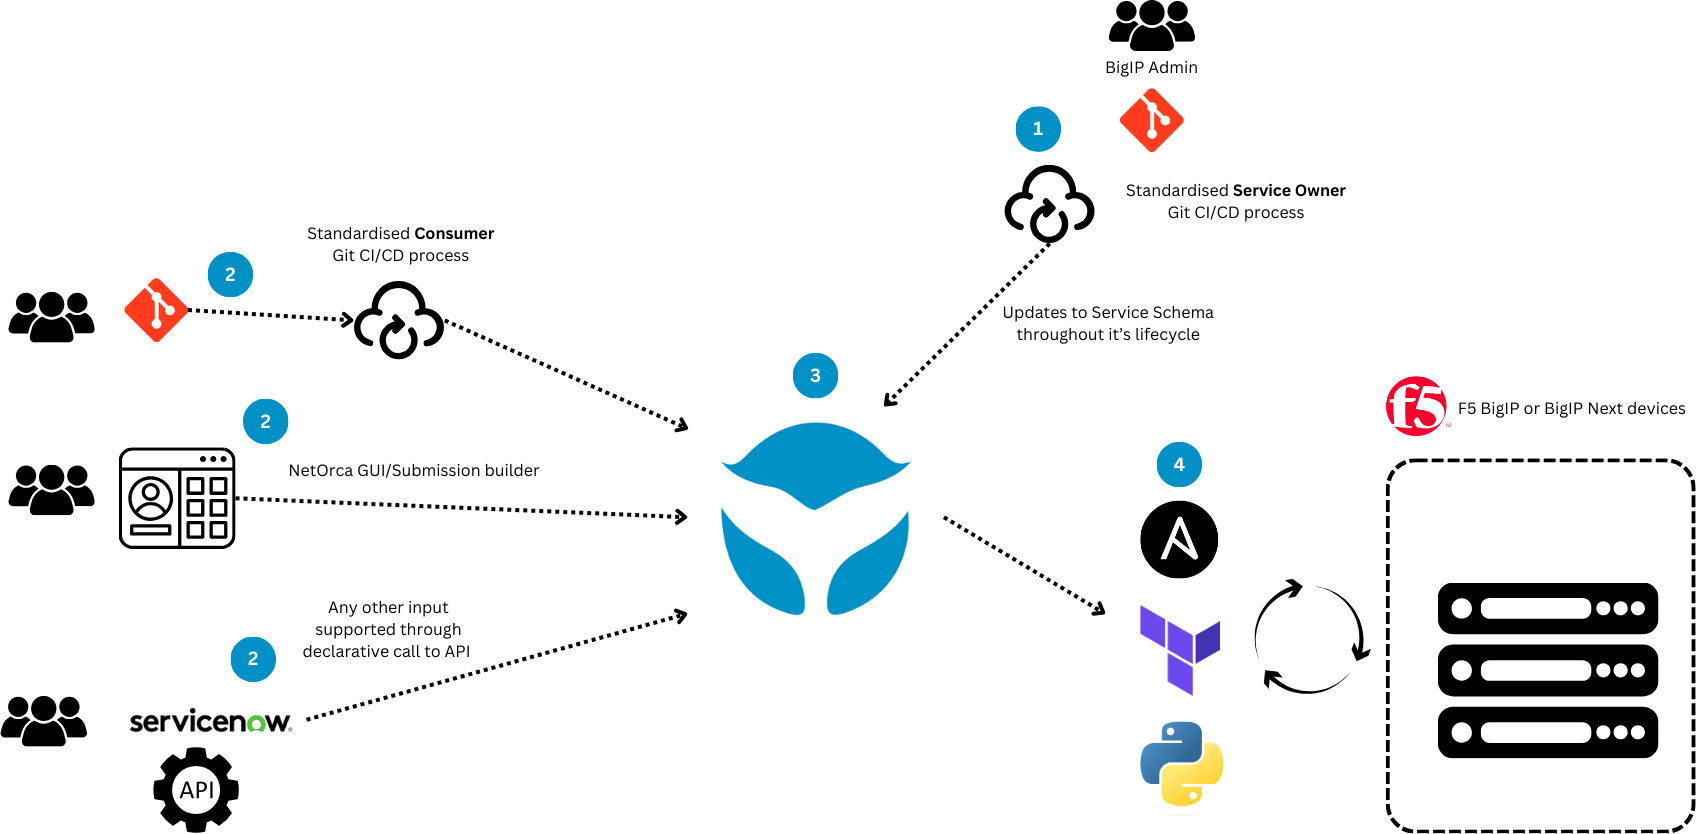 BigIP Admin
1
Standardised Service Owner
Git CI/CD process
Standardised Consumer
Git CI/CD process
2
Updates to Service Schema
throughout it’s lifecycle
3
f5
F5 BigIP or BigIP Next devices
2
NetOrca GUI/Submission builder
4
Any other input
supported through
declarative call to API
2
servicenow
API